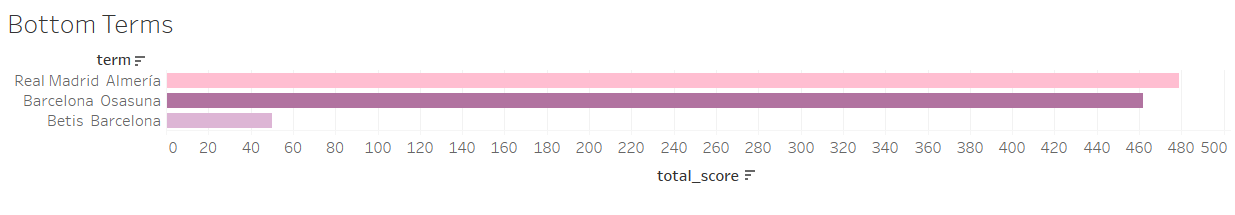 Bottom Terms
term
Real Madrid Almería
Barcelona Osasuna
Betis Barcelona
0 20 40 60 80 100 120 140 160 180 200 220 240 260 280 300 320 340 360 380 400 420 440 460 480 500
total_score